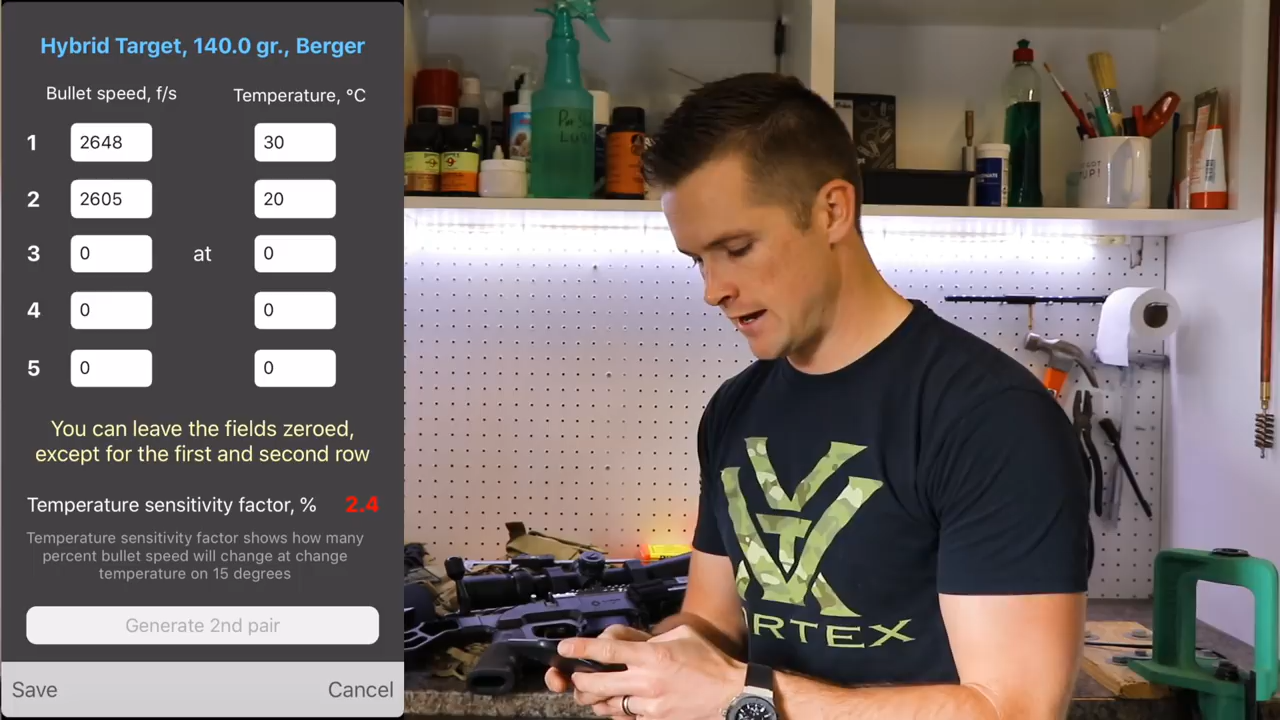 Hybrid Target, 140.0 gr., Berger
Bullet speed, f/s
Temperature, °C
1 2648 30
2 2605 20
3 0 at 0
4 0 0
5 0 0
You can leave the fields zeroed,
except for the first and second row
Temperature sensitivity factor, % 2.4
Temperature sensitivity factor shows how many
percent bullet speed will change at change
temperature on 15 degrees
Generate 2nd pair
Save Cancel
VORTEX